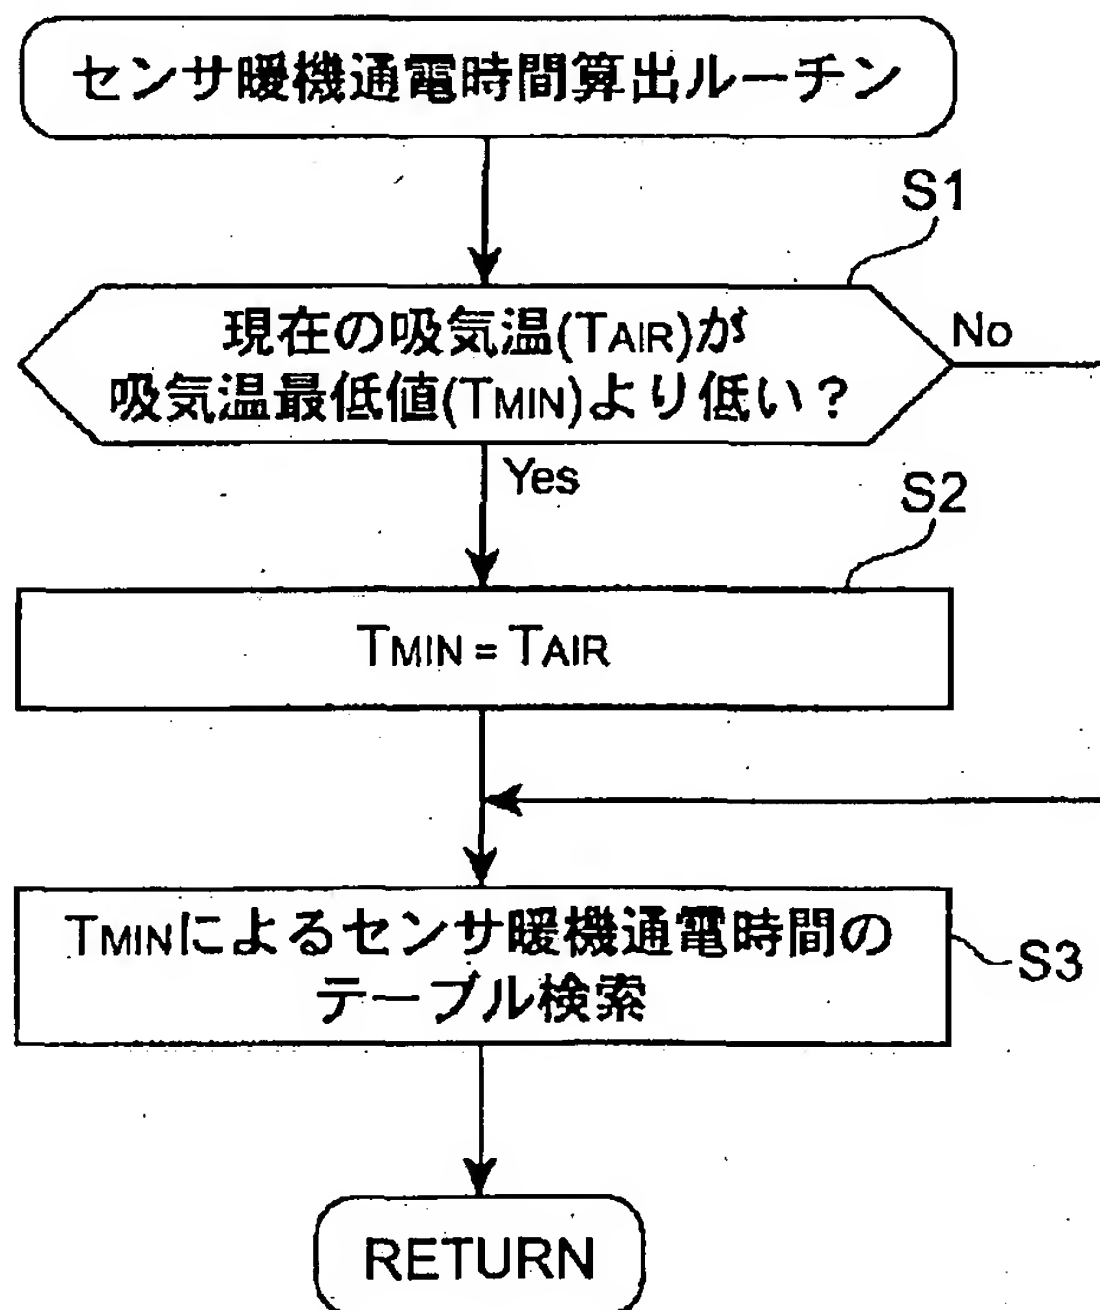 センサ暖機通電時間算出ルーチン
S1
現在の吸気温(TAIR)が
吸気温最低値(TMIN)より低い？
No
Yes
S2
TMIN = TAIR
TMINによるセンサ暖機通電時間の
テーブル検索
S3
RETURN